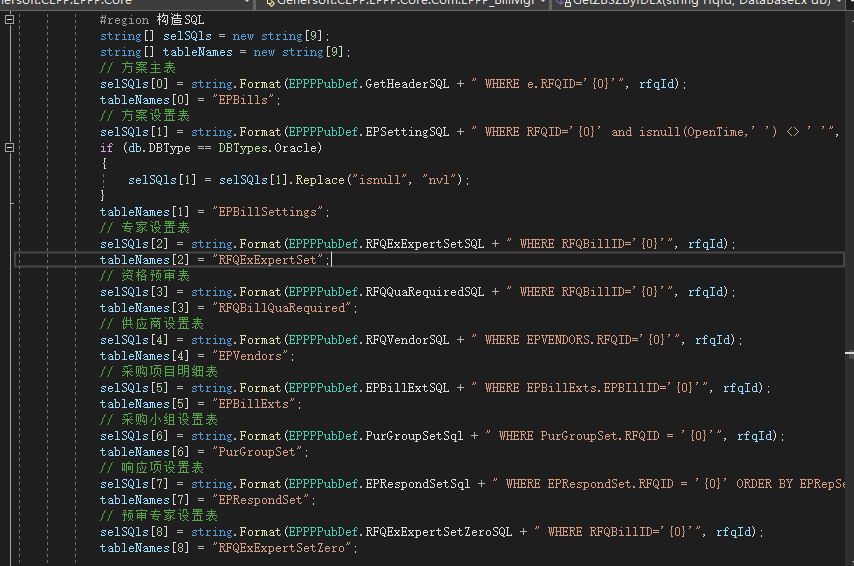 Genersoft.CEPP.EPPP.Core Genersoft.CEPP.EPPP.Core.Com.EPPP_BillMgr GetZBSZByIDEx(string rfqId, DataBaseEx db)
#region 构造SQL
string[] selSQls = new string[9];
string[] tableNames = new string[9];
// 方案主表
selSQls[0] = string.Format(EPPPPubDef.GetHeaderSQL + " WHERE e.RFQID='{0}'", rfqId);
tableNames[0] = "EPBills";
// 方案设置表
selSQls[1] = string.Format(EPPPPubDef.EPSettingSQL + " WHERE RFQID='{0}' and isnull(OpenTime,' ') <> ' '",
if (db.DBType == DBTypes.Oracle)
{
selSQls[1] = selSQls[1].Replace("isnull", "nvl");
}
tableNames[1] = "EPBillSettings";
// 专家设置表
selSQls[2] = string.Format(EPPPPubDef.RFQExExpertSetSQL + " WHERE RFQBillID='{0}'", rfqId);
tableNames[2] = "RFQExExpertSet";
// 资格预审表
selSQls[3] = string.Format(EPPPPubDef.RFQQuaRequiredSQL + " WHERE RFQBillID='{0}'", rfqId);
tableNames[3] = "RFQBillQuaRequired";
// 供应商设置表
selSQls[4] = string.Format(EPPPPubDef.RFQVendorSQL + " WHERE EPVENDORS.RFQID='{0}'", rfqId);
tableNames[4] = "EPVendors";
// 采购项目明细表
selSQls[5] = string.Format(EPPPPubDef.EPBillExtSQL + " WHERE EPBillExts.EPBIllID='{0}'", rfqId);
tableNames[5] = "EPBillExts";
// 采购小组设置表
selSQls[6] = string.Format(EPPPPubDef.PurGroupSetSql + " WHERE PurGroupSet.RFQID = '{0}'", rfqId);
tableNames[6] = "PurGroupSet";
// 响应项设置表
selSQls[7] = string.Format(EPPPPubDef.EPRespondSetSql + " WHERE EPRespondSet.RFQID = '{0}' ORDER BY EPRepSe
tableNames[7] = "EPRespondSet";
// 预审专家设置表
selSQls[8] = string.Format(EPPPPubDef.RFQExExpertSetZeroSQL + " WHERE RFQBillID='{0}'", rfqId);
tableNames[8] = "RFQExExpertSetZero";